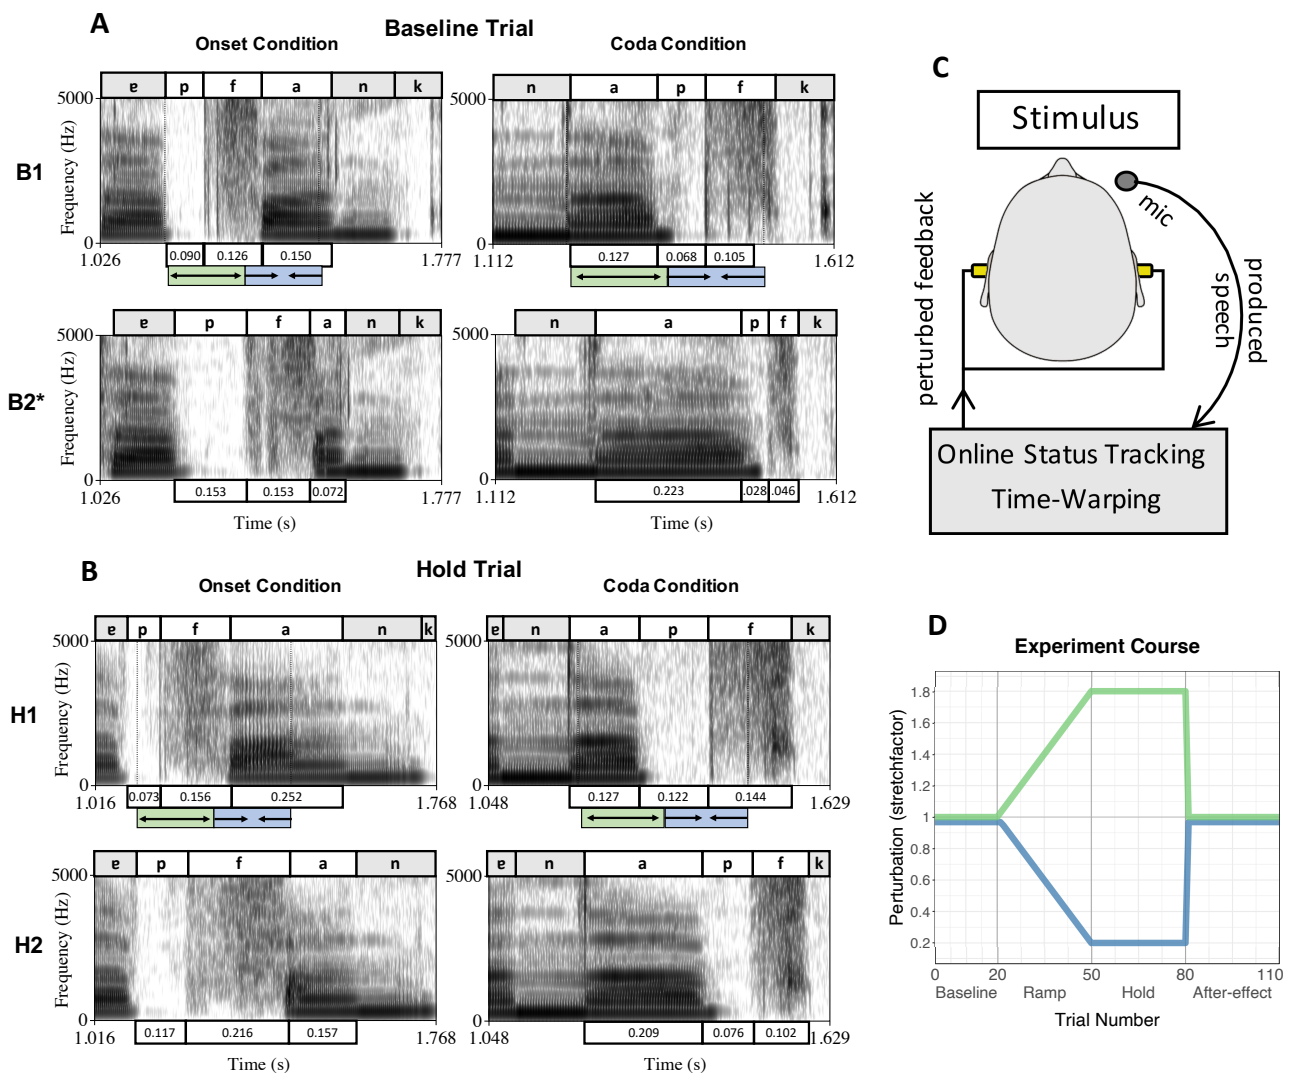 A
Baseline Trial
Onset Condition
Coda Condition
B1
ɐ p f a n k
5000
Frequency (Hz)
0
0.090 0.126 0.150
1.026
1.777
n a p f k
5000
0
0.127 0.068 0.105
1.112
1.612
B2*
ɐ p f a n k
5000
Frequency (Hz)
0
0.153 0.153 0.072
1.026
1.777
Time (s)
n a p f k
5000
0
0.223 .028 .046
1.112
1.612
Time (s)
B
Hold Trial
Onset Condition
Coda Condition
H1
ɐ p f a n k
5000
Frequency (Hz)
0
0.073 0.156 0.252
1.016
1.768
ɐ n a p f k
5000
0
0.127 0.122 0.144
1.048
1.629
H2
ɐ p f a n
5000
Frequency (Hz)
0
0.117 0.216 0.157
1.016
1.768
Time (s)
ɐ n a p f k
5000
0
0.209 0.076 0.102
1.048
1.629
Time (s)
C
Stimulus
mic
perturbed feedback
produced
speech
Online Status Tracking
Time-Warping
D
Experiment Course
Perturbation (stretchfactor)
1.8
1.6
1.4
1.2
1
0.8
0.6
0.4
0.2
0 20 50 80 110
Baseline Ramp Hold After-effect
Trial Number